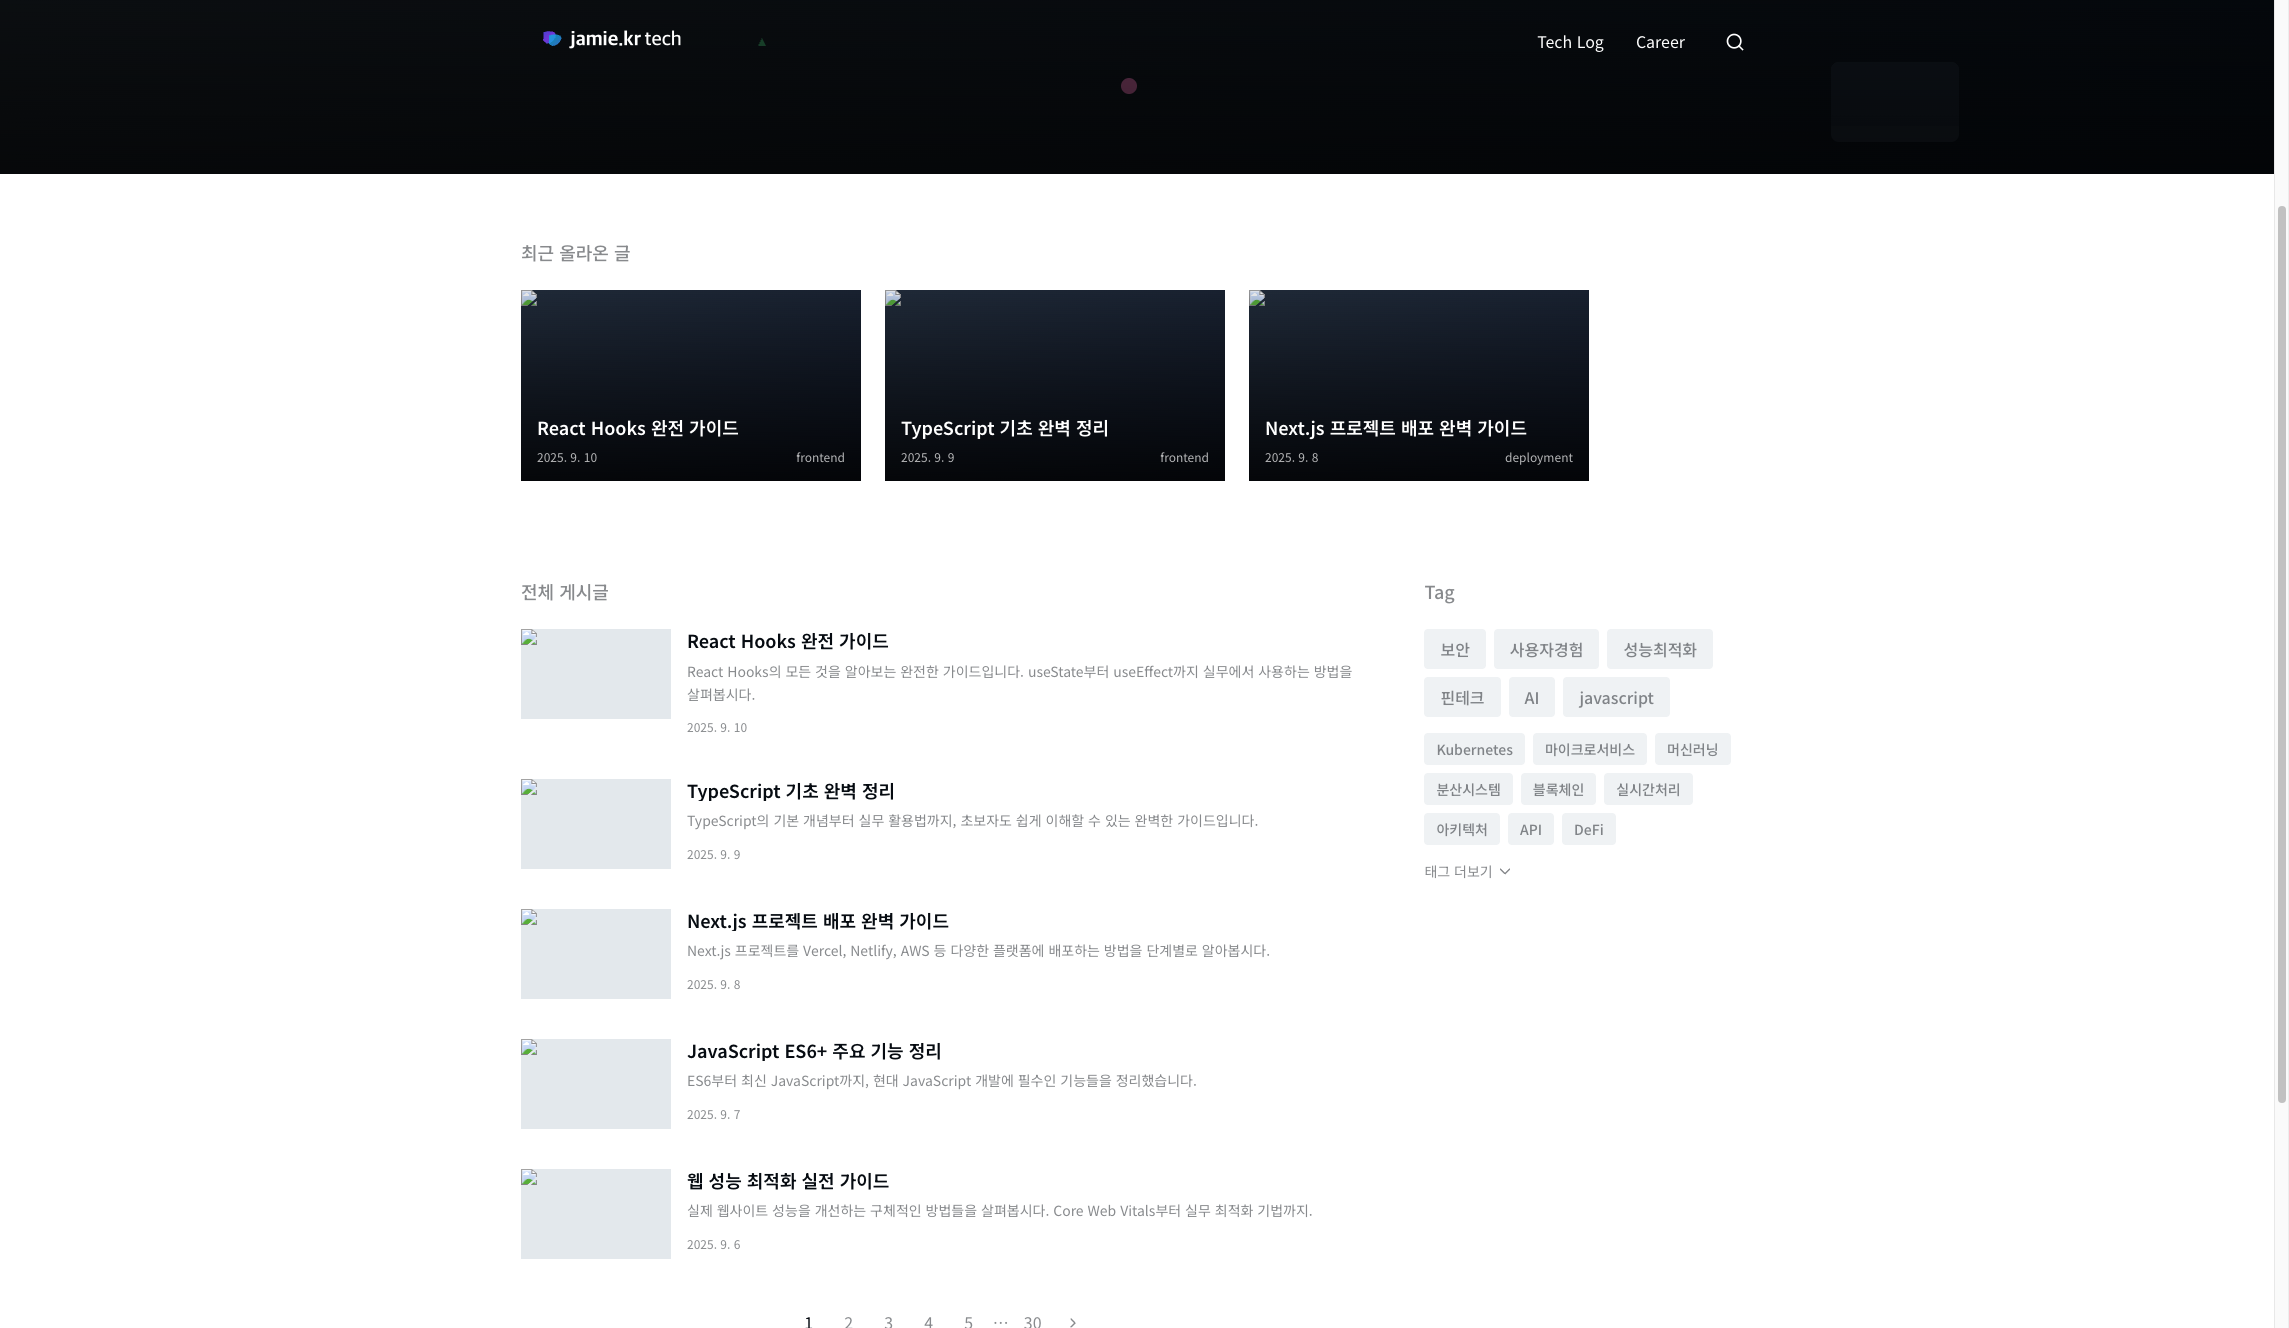 jamie.kr tech
Tech Log Career
최근 올라온 글
React Hooks 완전 가이드
2025. 9. 10 frontend
TypeScript 기초 완벽 정리
2025. 9. 9 frontend
Next.js 프로젝트 배포 완벽 가이드
2025. 9. 8 deployment
전체 게시글
React Hooks 완전 가이드
React Hooks의 모든 것을 알아보는 완전한 가이드입니다. useState부터 useEffect까지 실무에서 사용하는 방법을
살펴봅시다.
2025. 9. 10
TypeScript 기초 완벽 정리
TypeScript의 기본 개념부터 실무 활용법까지, 초보자도 쉽게 이해할 수 있는 완벽한 가이드입니다.
2025. 9. 9
Next.js 프로젝트 배포 완벽 가이드
Next.js 프로젝트를 Vercel, Netlify, AWS 등 다양한 플랫폼에 배포하는 방법을 단계별로 알아봅시다.
2025. 9. 8
JavaScript ES6+ 주요 기능 정리
ES6부터 최신 JavaScript까지, 현대 JavaScript 개발에 필수인 기능들을 정리했습니다.
2025. 9. 7
웹 성능 최적화 실전 가이드
실제 웹사이트 성능을 개선하는 구체적인 방법들을 살펴봅시다. Core Web Vitals부터 실무 최적화 기법까지.
2025. 9. 6
1 2 3 4 5 ··· 30
Tag
보안 사용자경험 성능최적화
핀테크 AI javascript
Kubernetes 마이크로서비스 머신러닝
분산시스템 블록체인 실시간처리
아키텍처 API DeFi
태그 더보기